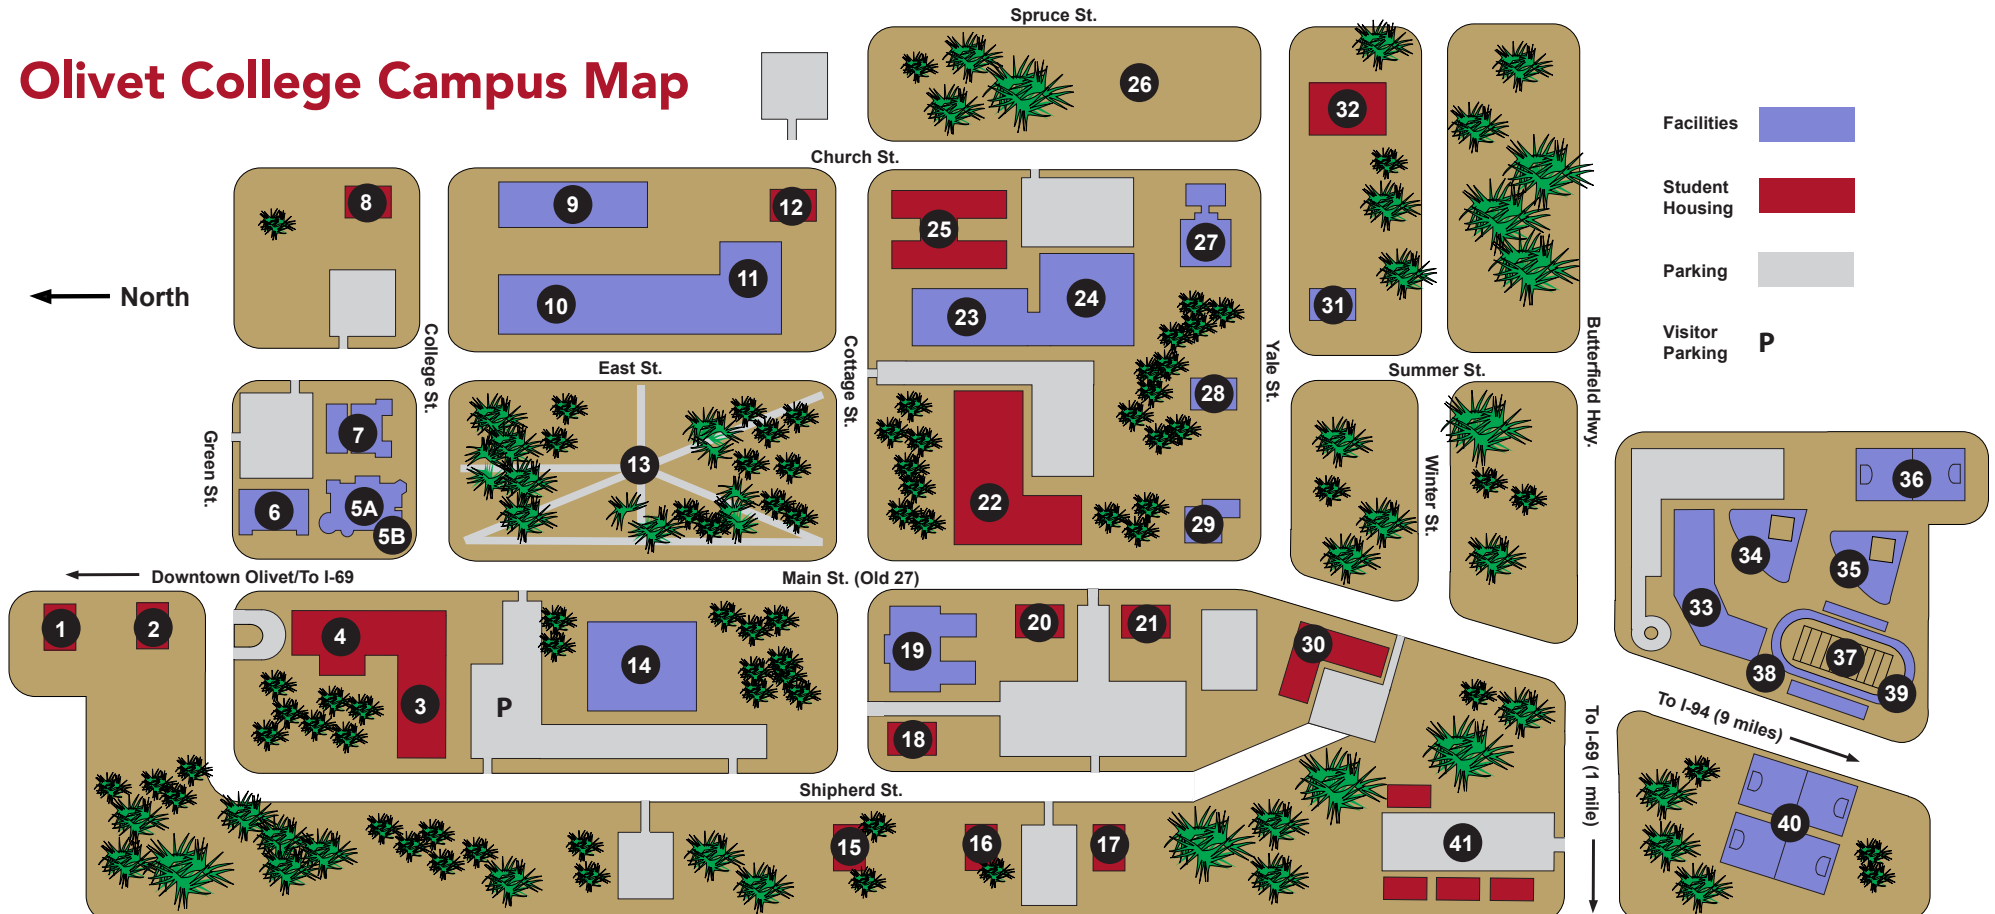 Spruce St.
Olivet College Campus Map
26
32
Facilities
Church St.
Student
Housing
8
9
12
25
27
North
10
11
23
24
31
Parking
College St.
Cottage St.
Yale St.
Butterfield Hwy.
Visitor
Parking
P
East St.
Summer St.
28
Green St.
7
13
Winter St.
6
5A
5B
22
29
36
34
35
Downtown Olivet/To I-69
Main St. (Old 27)
1
2
4
3
P
14
19
20
21
30
33
37
38
39
18
To I-94 (9 miles)
To I-69 (1 mile)
Shipherd St.
15
16
17
41
40